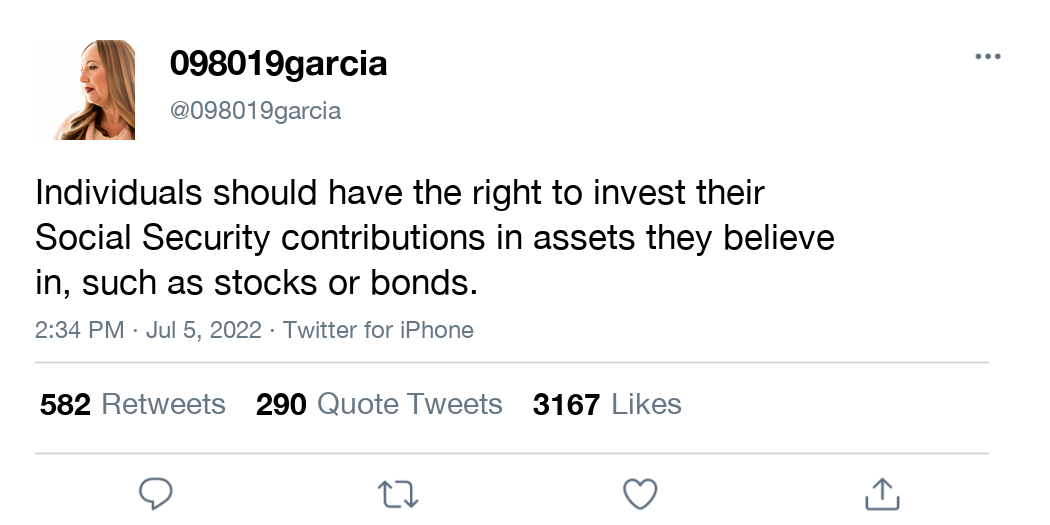 098019garcia
@098019garcia
Individuals should have the right to invest their
Social Security contributions in assets they believe
in, such as stocks or bonds.
2:34 PM · Jul 5, 2022 · Twitter for iPhone
582 Retweets 290 Quote Tweets 3167 Likes